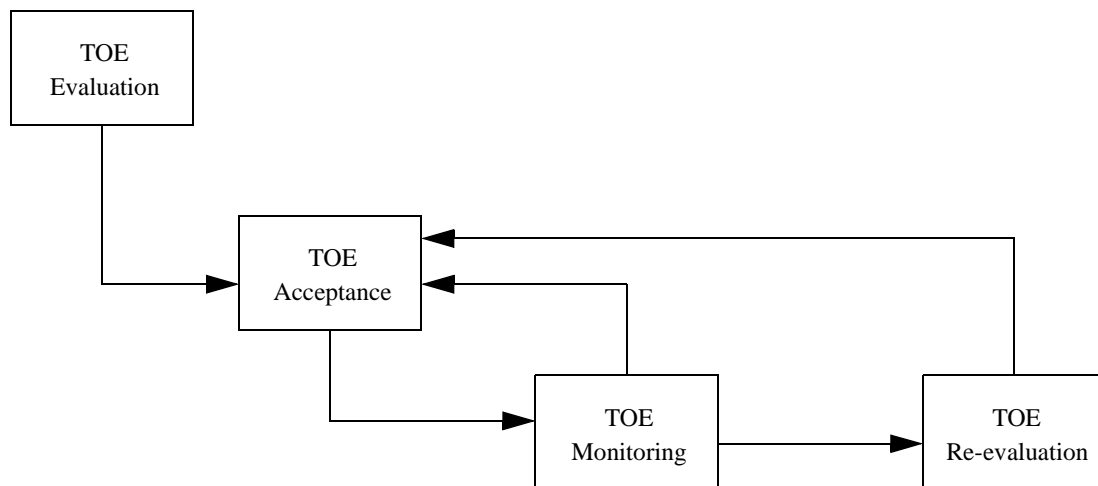 TOE
Evaluation
TOE
Acceptance
TOE
Monitoring
TOE
Re-evaluation